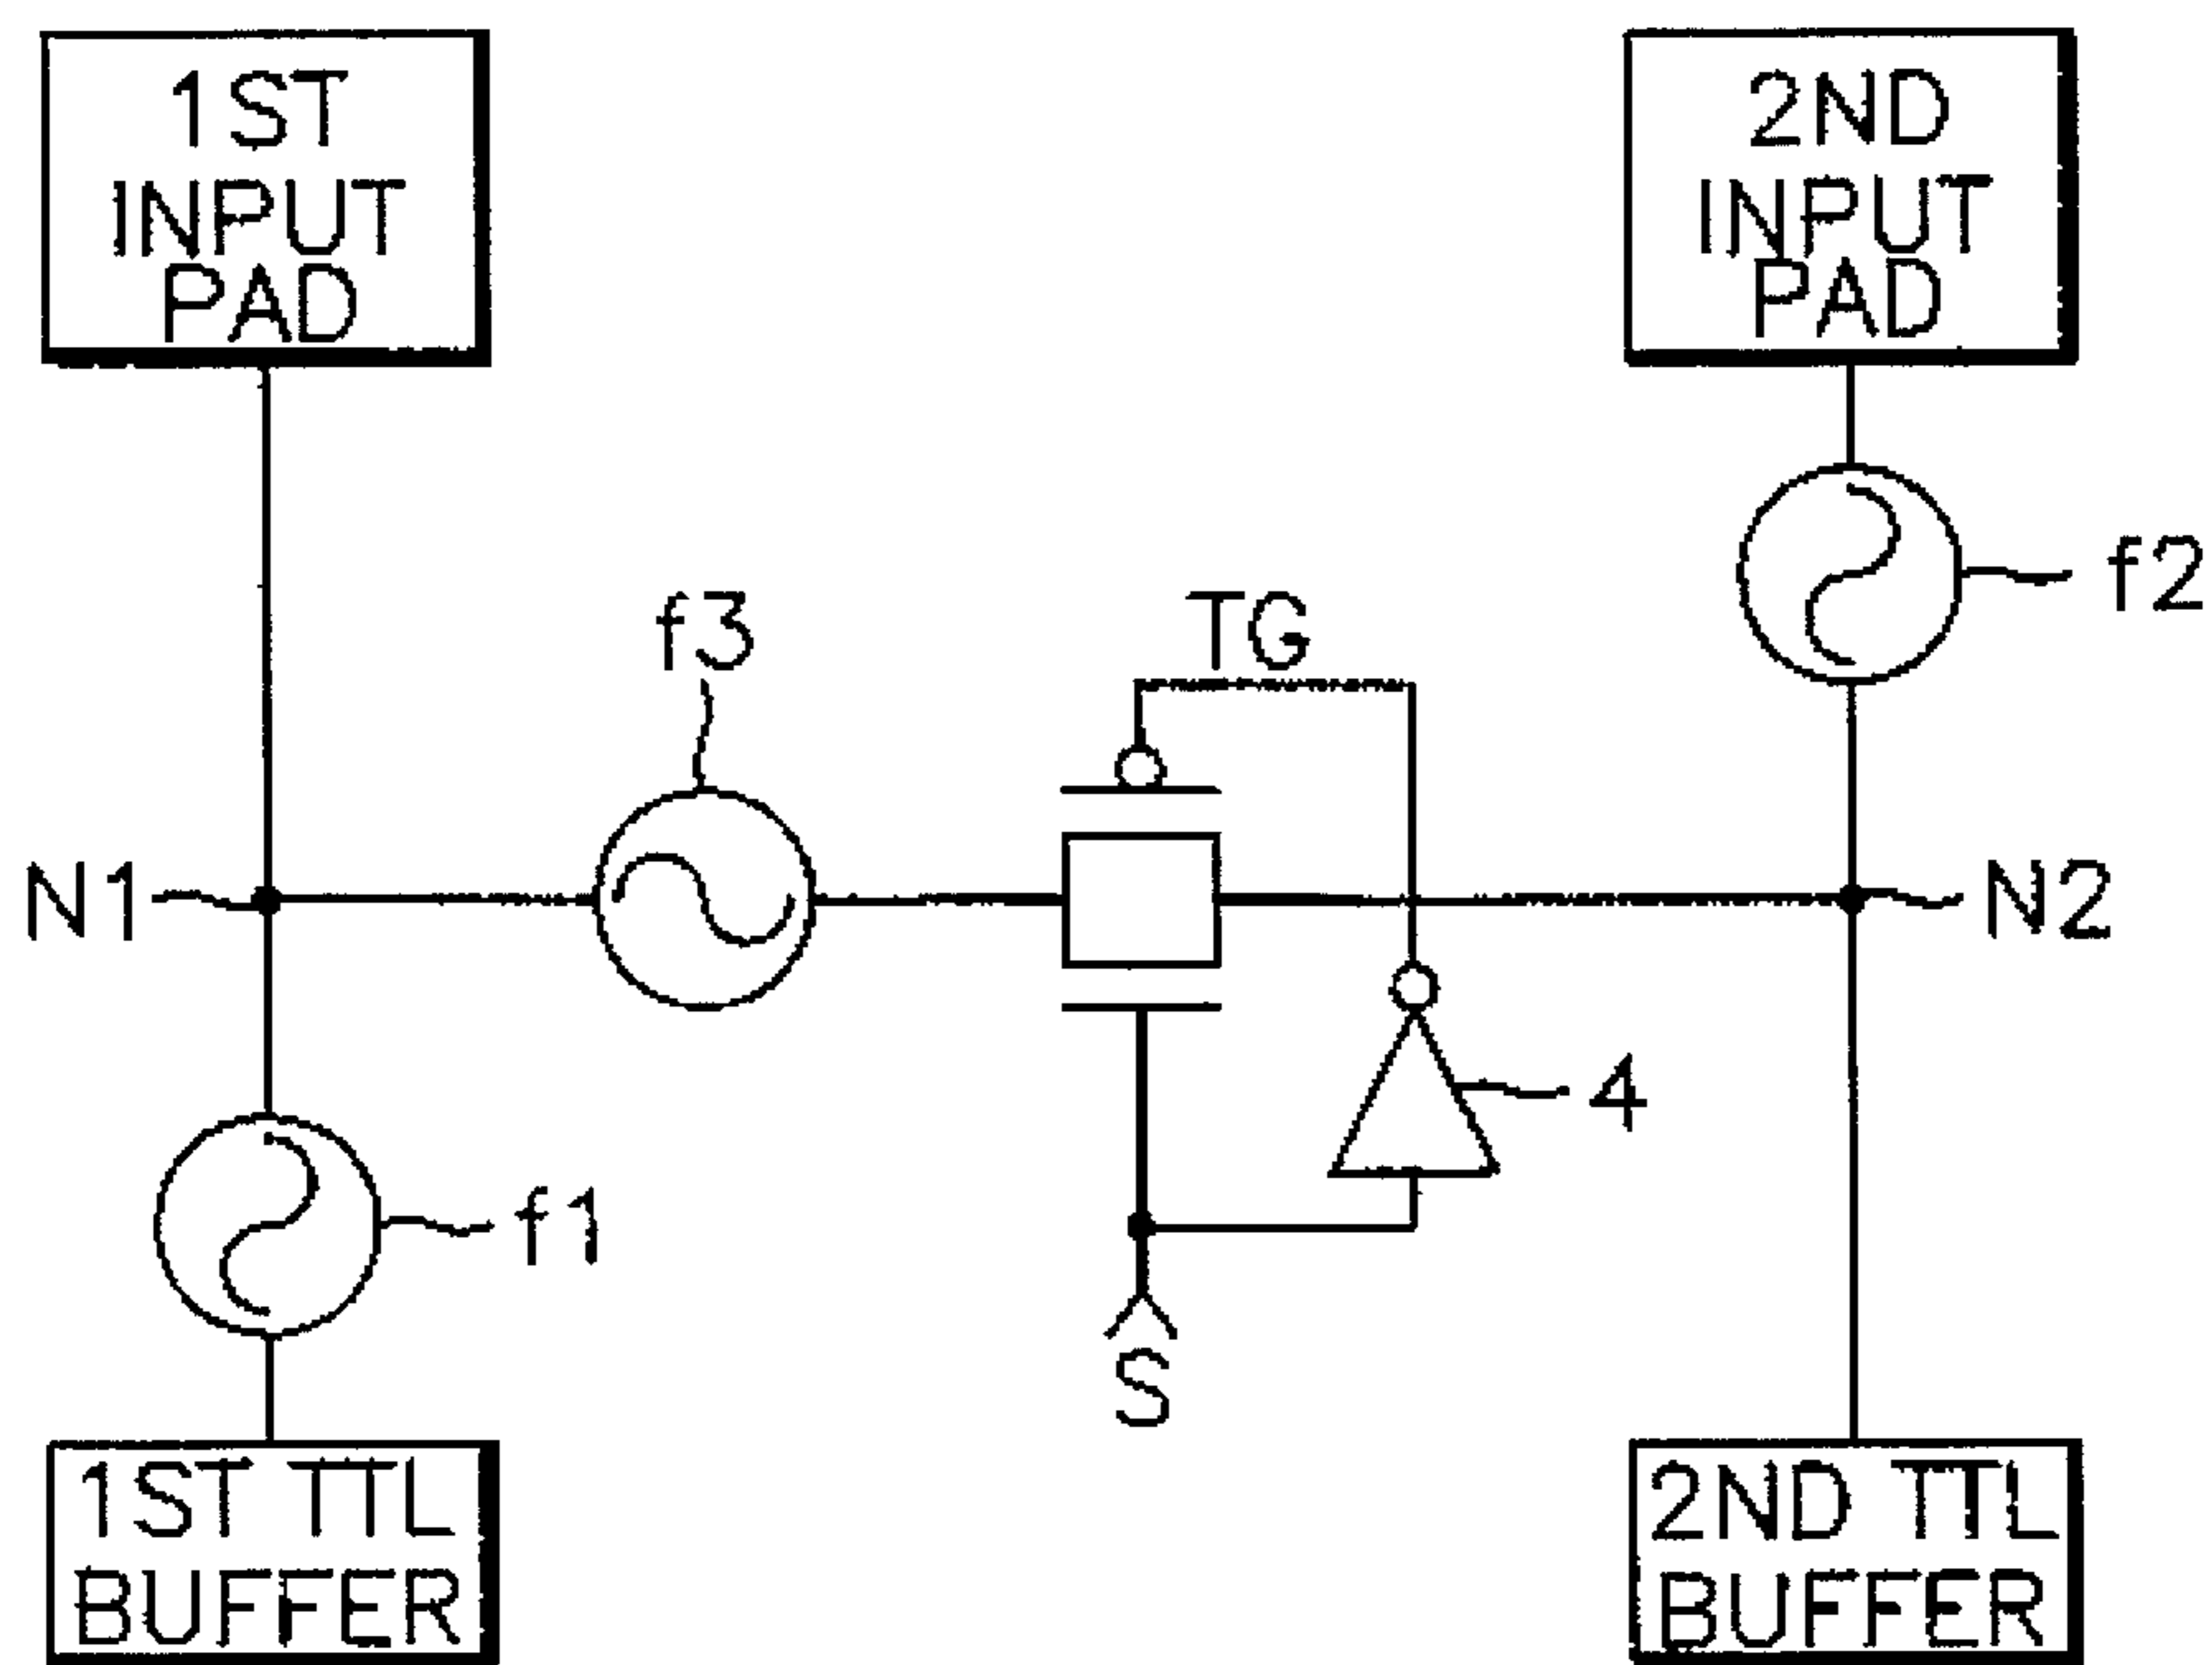 1ST
INPUT
PAD
2ND
INPUT
PAD
f2
f3
TG
N1
N2
4
f1
S
1ST TTL
BUFFER
2ND TTL
BUFFER